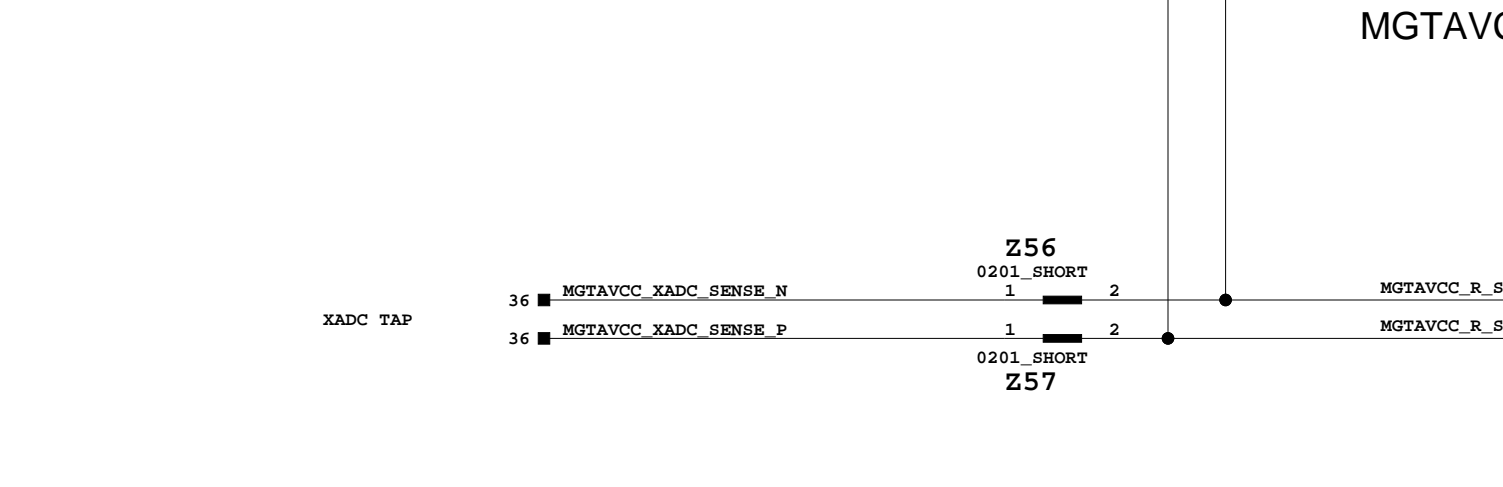 MGTAVC
Z56
0201_SHORT
36 MGTAVCC_XADC_SENSE_N 1 2 MGTAVCC_R_S
XADC TAP
36 MGTAVCC_XADC_SENSE_P 1 2 MGTAVCC_R_S
0201_SHORT
Z57